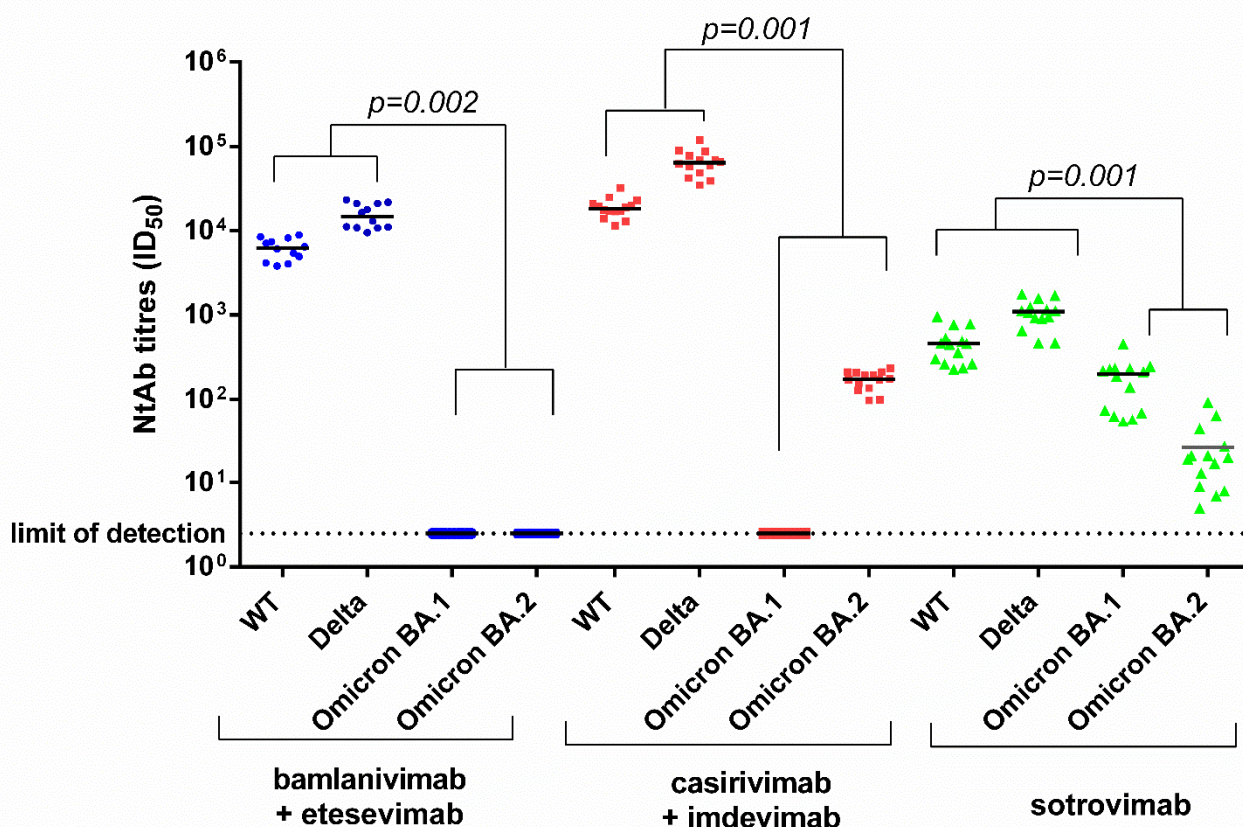 p=0.001
p=0.002
p=0.001
NtAb titres (ID50)
10^6
10^5
10^4
10^3
10^2
10^1
limit of detection
10^0
WT
Delta
Omicron BA.1
Omicron BA.2
WT
Delta
Omicron BA.1
Omicron BA.2
WT
Delta
Omicron BA.1
Omicron BA.2
bamlanivimab
+ etesevimab
casirivimab
+ imdevimab
sotrovimab